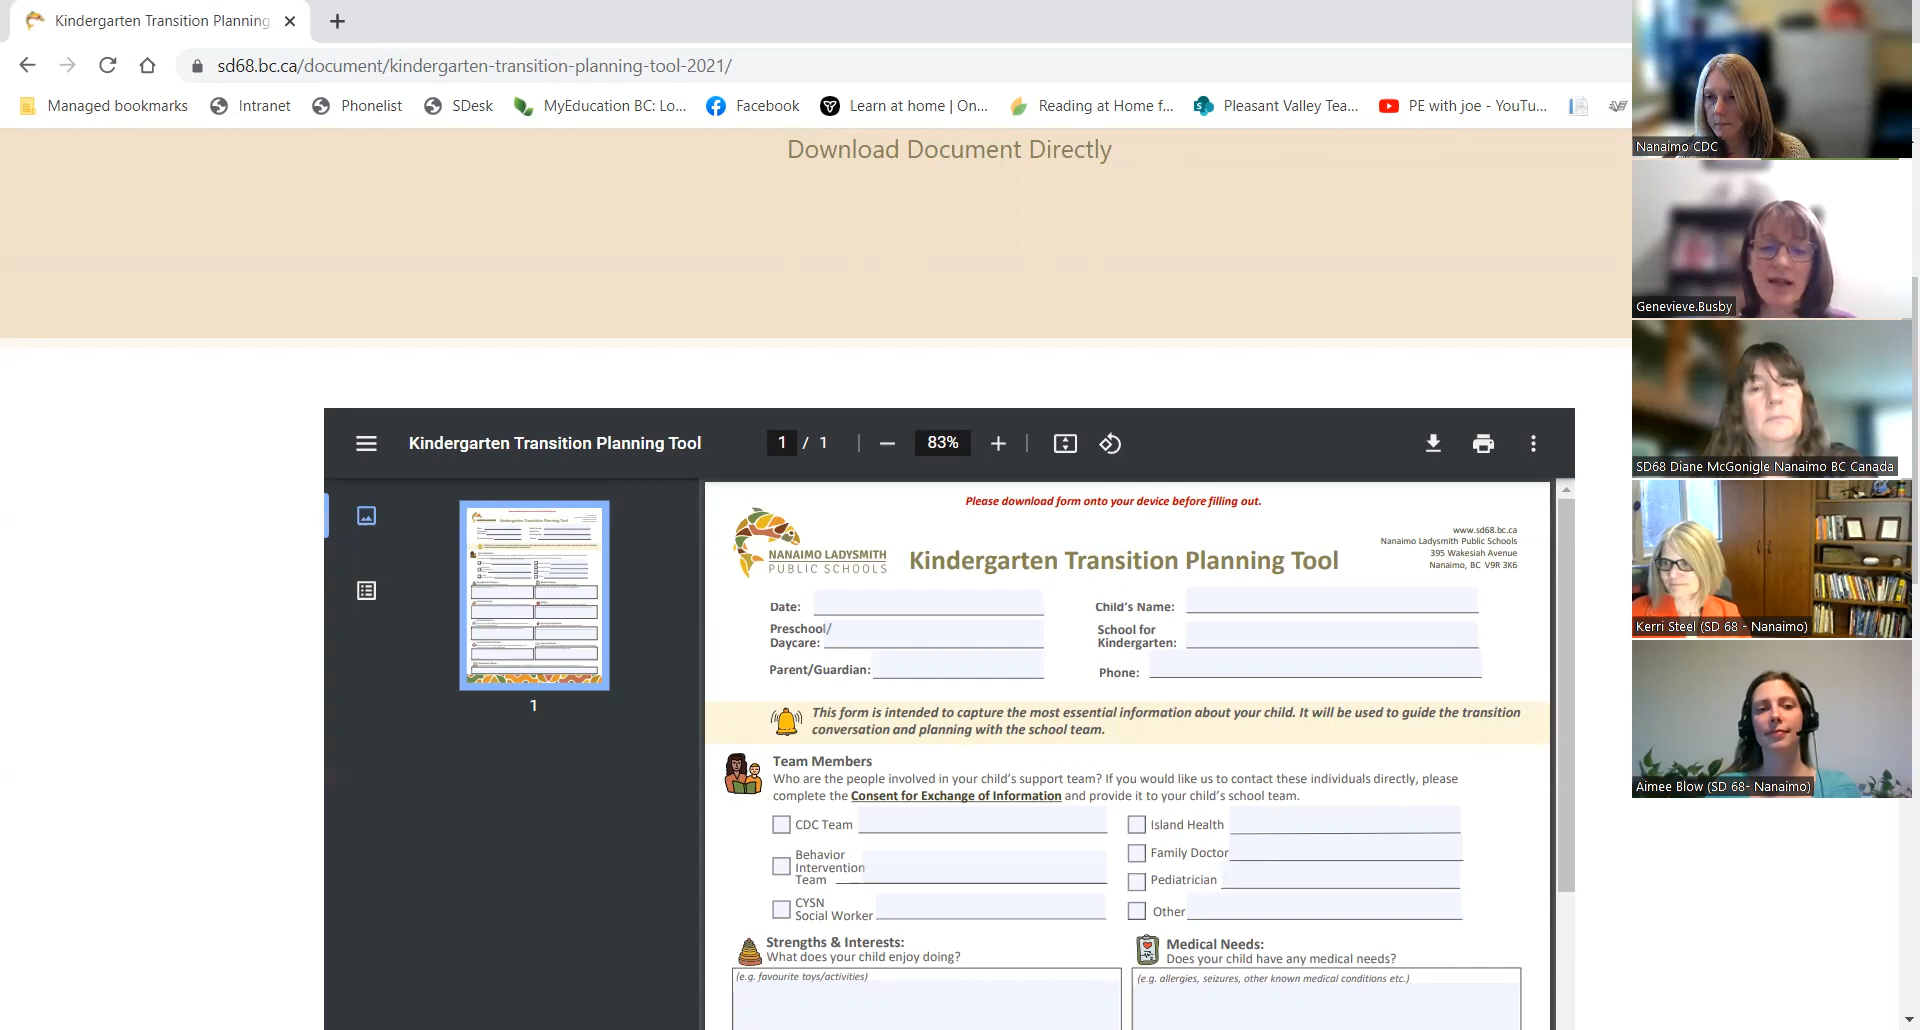 Kindergarten Transition Planning
sd68.bc.ca/document/kindergarten-transition-planning-tool-2021/
Managed bookmarks Intranet Phonelist SDesk MyEducation BC: Lo... Facebook Learn at home | On... Reading at Home f... Pleasant Valley Tea... PE with joe - YouTu...
Download Document Directly
Nanaimo CDC
Genevieve.Busby
SD68 Diane McGonigle Nanaimo BC Canada
Kerri Steel (SD 68 - Nanaimo)
Aimee Blow (SD 68- Nanaimo)
Kindergarten Transition Planning Tool 1 / 1 83%
1
Please download form onto your device before filling out.
NANAIMO LADYSMITH
PUBLIC SCHOOLS
Kindergarten Transition Planning Tool
www.sd68.bc.ca
Nanaimo Ladysmith Public Schools
395 Wakesiah Avenue
Nanaimo, BC V9R 3K6
Date: Child's Name:
Preschool/
Daycare:
School for
Kindergarten:
Parent/Guardian: Phone:
This form is intended to capture the most essential information about your child. It will be used to guide the transition
conversation and planning with the school team.
Team Members
Who are the people involved in your child's support team? If you would like us to contact these individuals directly, please
complete the Consent for Exchange of Information and provide it to your child's school team.
CDC Team Island Health
Behavior
Intervention
Team
Family Doctor
Pediatrician
CYSN
Social Worker
Other
Strengths & Interests:
What does your child enjoy doing?
(e.g. favourite toys/activities)
Medical Needs:
Does your child have any medical needs?
(e.g. allergies, seizures, other known medical conditions etc.)